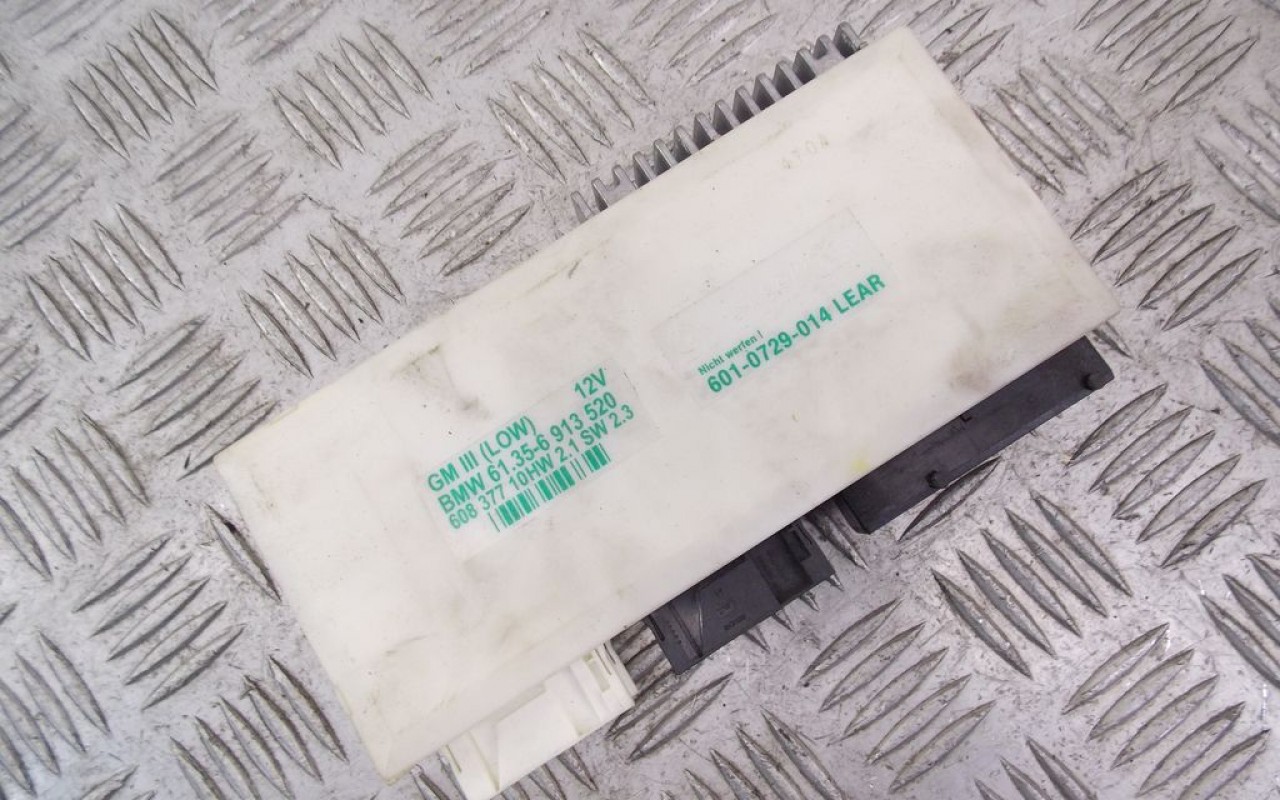 4704
GM III (LOW) 12V
BMW 61.35-6 913 520
608 377 10HW 2.1 SW 2.3
Nicht werfen !
601-0729-014 LEAR